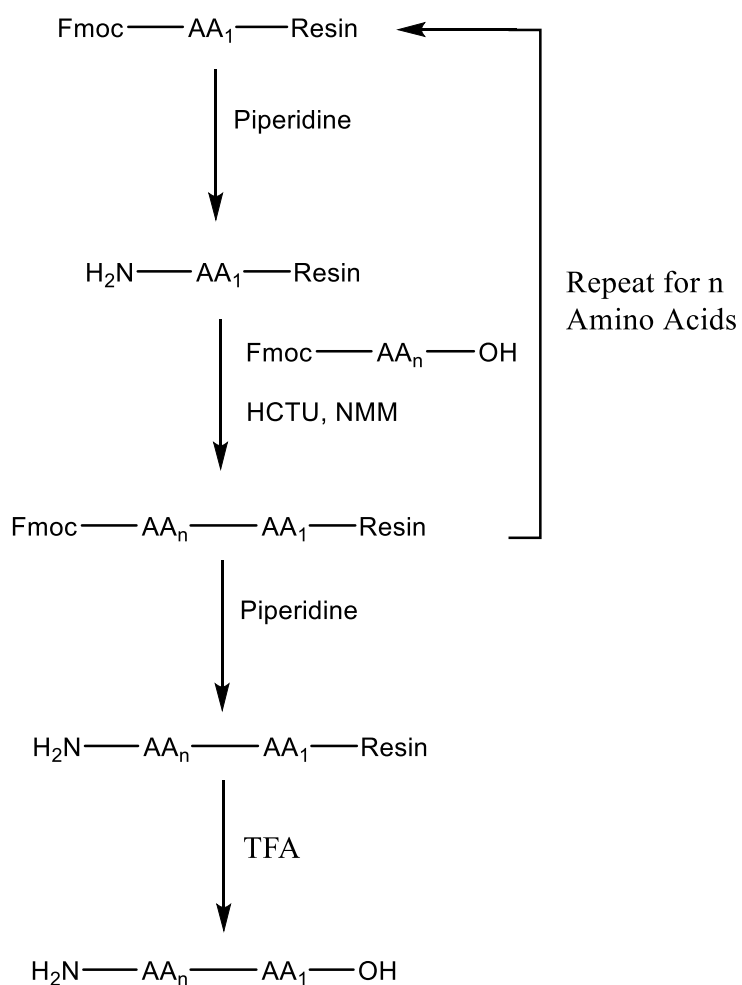 Fmoc AA1 Resin
Piperidine
H2N AA1 Resin
Repeat for n
Amino Acids
Fmoc AAn OH
HCTU, NMM
Fmoc AAn AA1 Resin
Piperidine
H2N AAn AA1 Resin
TFA
H2N AAn AA1 OH